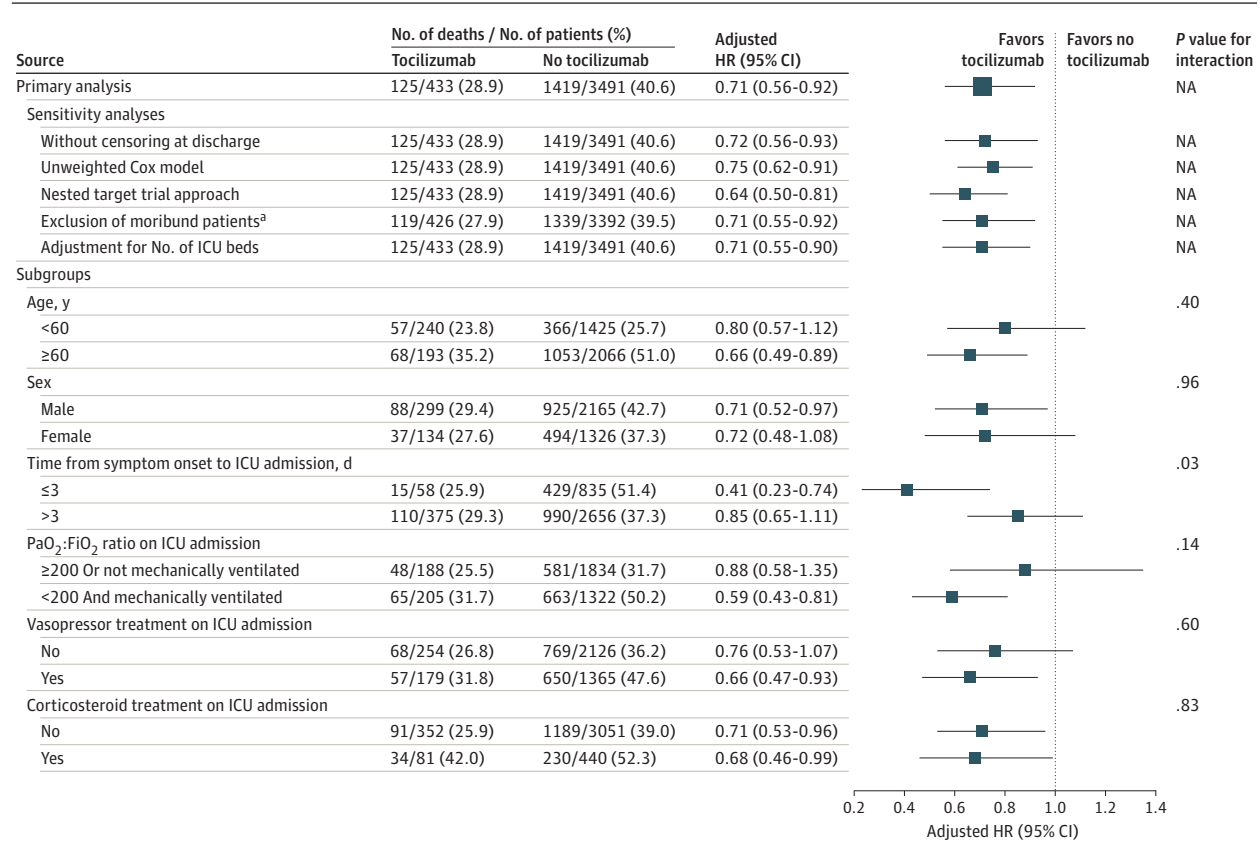 No. of deaths / No. of patients (%)
Source Tocilizumab No tocilizumab Adjusted HR (95% CI) Favors tocilizumab Favors no tocilizumab P value for interaction
Primary analysis 125/433 (28.9) 1419/3491 (40.6) 0.71 (0.56-0.92) NA
Sensitivity analyses
Without censoring at discharge 125/433 (28.9) 1419/3491 (40.6) 0.72 (0.56-0.93) NA
Unweighted Cox model 125/433 (28.9) 1419/3491 (40.6) 0.75 (0.62-0.91) NA
Nested target trial approach 125/433 (28.9) 1419/3491 (40.6) 0.64 (0.50-0.81) NA
Exclusion of moribund patientsa 119/426 (27.9) 1339/3392 (39.5) 0.71 (0.55-0.92) NA
Adjustment for No. of ICU beds 125/433 (28.9) 1419/3491 (40.6) 0.71 (0.55-0.90) NA
Subgroups
Age, y .40
<60 57/240 (23.8) 366/1425 (25.7) 0.80 (0.57-1.12)
≥60 68/193 (35.2) 1053/2066 (51.0) 0.66 (0.49-0.89)
Sex .96
Male 88/299 (29.4) 925/2165 (42.7) 0.71 (0.52-0.97)
Female 37/134 (27.6) 494/1326 (37.3) 0.72 (0.48-1.08)
Time from symptom onset to ICU admission, d .03
≤3 15/58 (25.9) 429/835 (51.4) 0.41 (0.23-0.74)
>3 110/375 (29.3) 990/2656 (37.3) 0.85 (0.65-1.11)
PaO2:FiO2 ratio on ICU admission .14
≥200 Or not mechanically ventilated 48/188 (25.5) 581/1834 (31.7) 0.88 (0.58-1.35)
<200 And mechanically ventilated 65/205 (31.7) 663/1322 (50.2) 0.59 (0.43-0.81)
Vasopressor treatment on ICU admission .60
No 68/254 (26.8) 769/2126 (36.2) 0.76 (0.53-1.07)
Yes 57/179 (31.8) 650/1365 (47.6) 0.66 (0.47-0.93)
Corticosteroid treatment on ICU admission .83
No 91/352 (25.9) 1189/3051 (39.0) 0.71 (0.53-0.96)
Yes 34/81 (42.0) 230/440 (52.3) 0.68 (0.46-0.99)
0.2 0.4 0.6 0.8 1.0 1.2 1.4
Adjusted HR (95% CI)